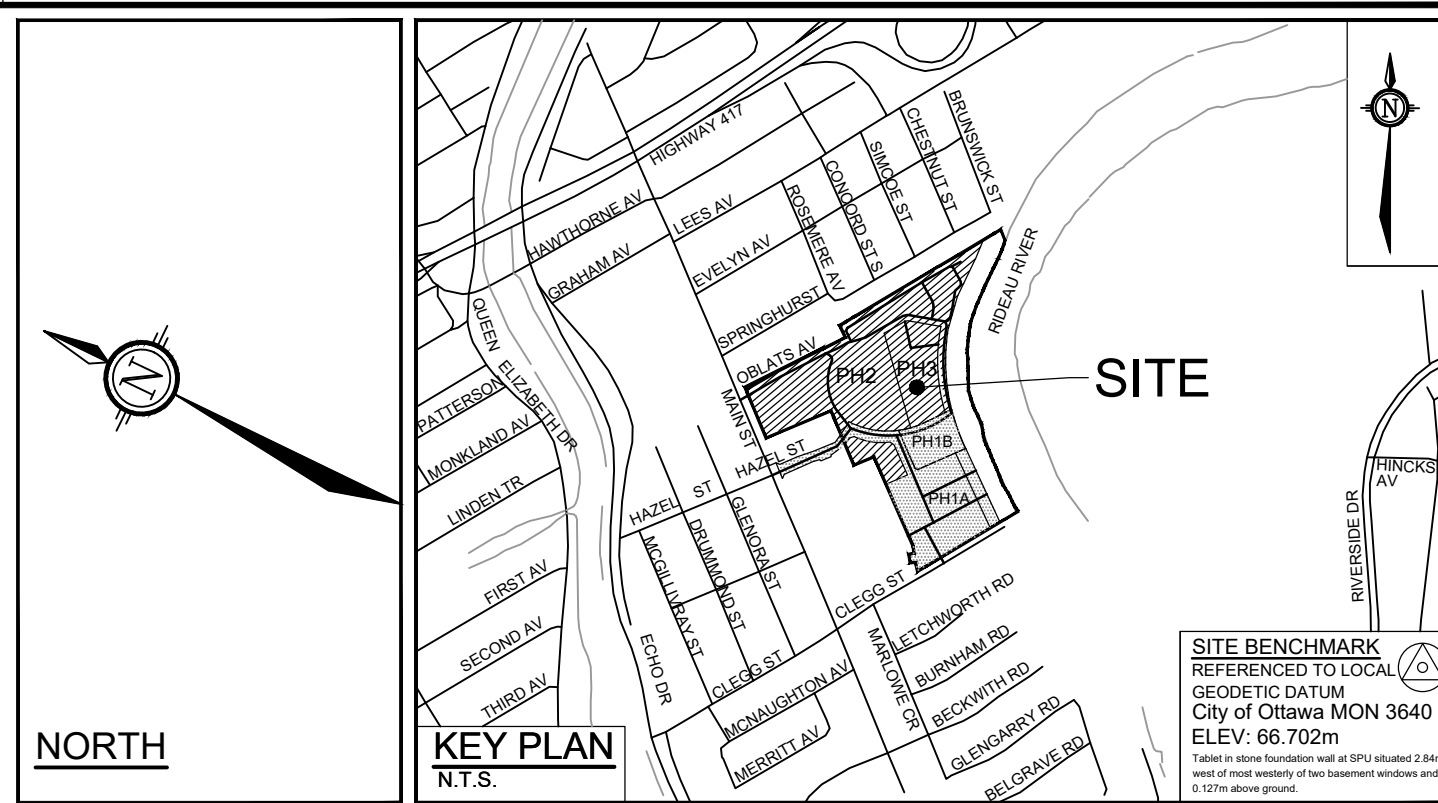 N
NORTH
HIGHWAY 417
HAWTHORNE AV
GRAHAM AV
LEES AV
EVELYN AV
SPRINGHURST
OBLATS AV
ROSEMERE AV
CONCORD ST S
SIMCOE ST
CHESTNUT ST
BRUNSWICK ST
RIDEAU RIVER
QUEEN ELIZABETH DR
PATTERSON
MONKLAND AV
LINDEN TR
FIRST AV
SECOND AV
THIRD AV
ECHO DR
MAIN ST
HAZEL ST
HAZEL ST
MCGILLIVRAY ST
DRUMMOND ST
GLENORA ST
CLEGG ST
CLEGG ST
MCNAUGHTON AV
MERRITT AV
MARLOWE CR
LETCHWORTH RD
BURNHAM RD
BECKWITH RD
GLENGARRY RD
BELGRAVE RD
PH2
PH3
PH1B
PH1A
SITE
N
HINCKS
AV
RIVERSIDE DR
KEY PLAN
N.T.S.
SITE BENCHMARK
REFERENCED TO LOCAL
GEODETIC DATUM
City of Ottawa MON 3640
ELEV: 66.702m
Tablet in stone foundation wall at SPU situated 2.84m
west of most westerly of two basement windows and
0.127m above ground.